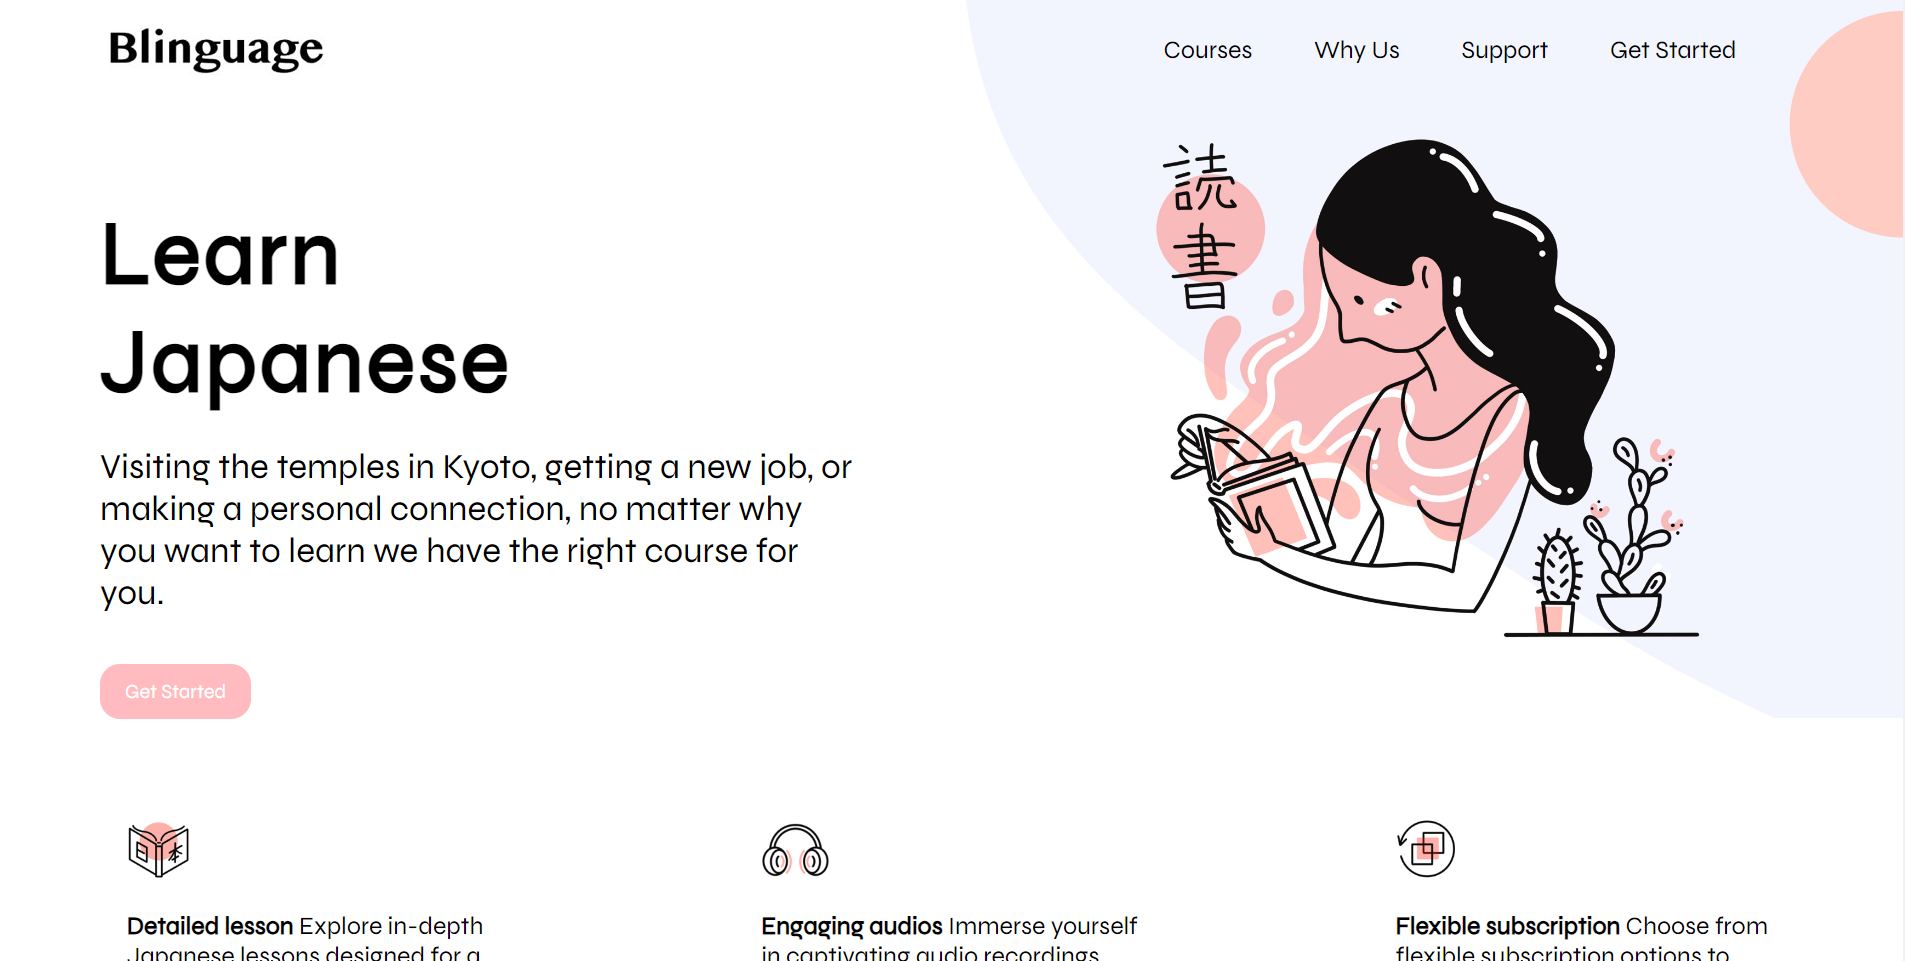 Blinguage
Courses
Why Us
Support
Get Started
読
書
Learn
Japanese
Visiting the temples in Kyoto, getting a new job, or
making a personal connection, no matter why
you want to learn we have the right course for
you.
Get Started
日本
Detailed lesson Explore in-depth
Japanese lessons designed for a
Engaging audios Immerse yourself
in captivating audio recordings
Flexible subscription Choose from
flexible subscription options to